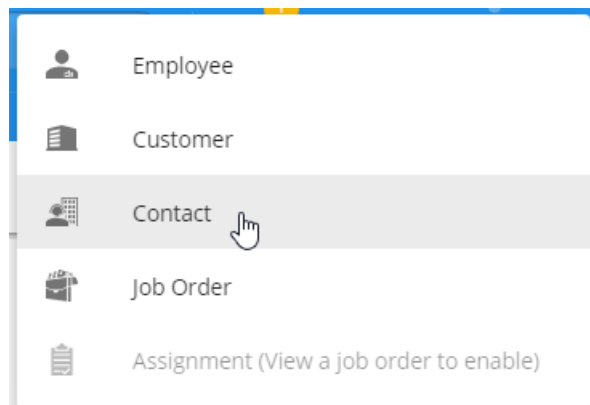 Employee
Customer
Contact
Job Order
Assignment (View a job order to enable)